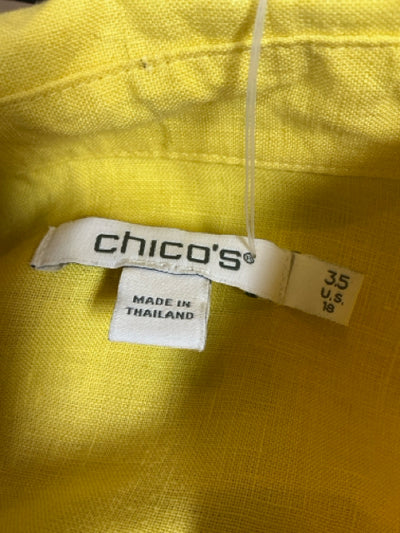 chico's®
MADE IN
THAILAND
3.5
U.S.
18